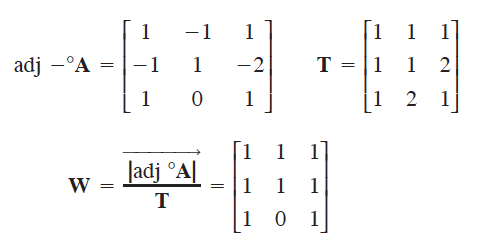 adj −°A = [1 −1 1] T = [1 1 1]
[−1 1 −2] [1 1 2]
[1 0 1] [1 2 1]
W = |adj °A| / T = [1 1 1]
[1 1 1]
[1 0 1]